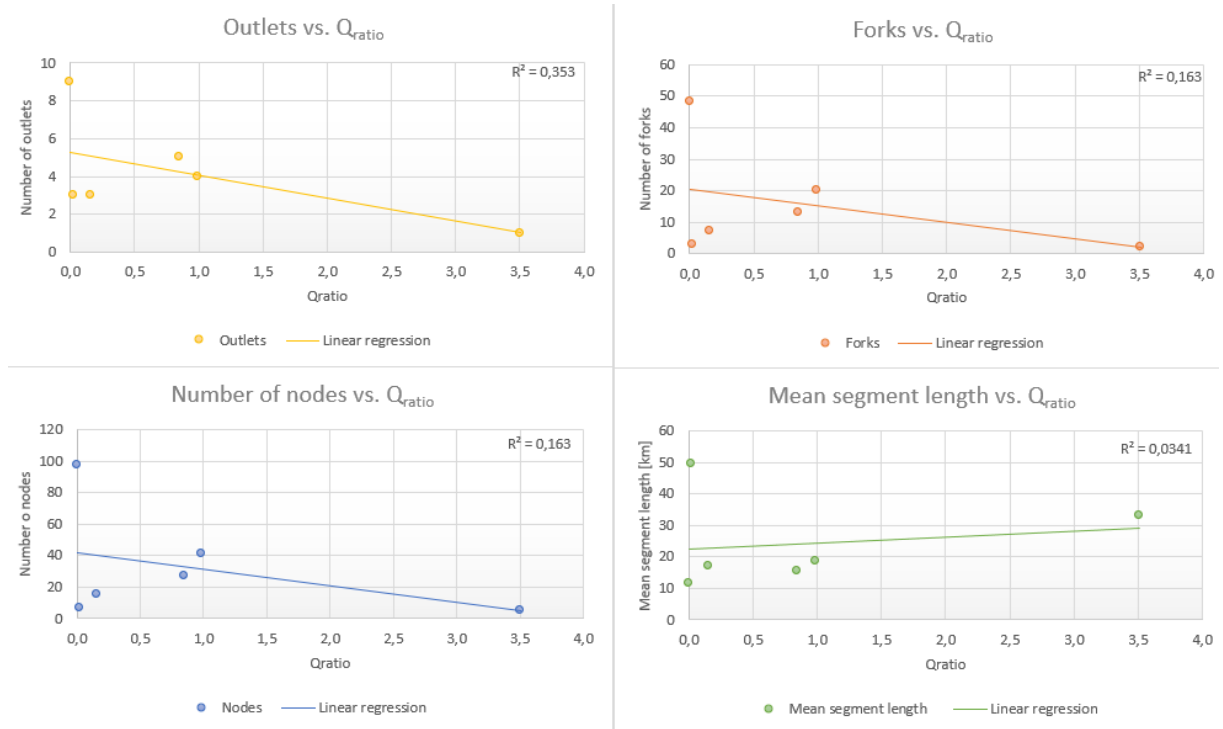 Outlets vs. Qratio
R² = 0,353
10
8
6
4
2
0
Number of outlets
0,0 0,5 1,0 1,5 2,0 2,5 3,0 3,5 4,0
Qratio
Outlets Linear regression
Forks vs. Qratio
R² = 0,163
60
50
40
30
20
10
0
Number of forks
0,0 0,5 1,0 1,5 2,0 2,5 3,0 3,5 4,0
Qratio
Forks Linear regression
Number of nodes vs. Qratio
R² = 0,163
120
100
80
60
40
20
0
Number o nodes
0,0 0,5 1,0 1,5 2,0 2,5 3,0 3,5 4,0
Qratio
Nodes Linear regression
Mean segment length vs. Qratio
R² = 0,0341
60
50
40
30
20
10
0
Mean segment length [km]
0,0 0,5 1,0 1,5 2,0 2,5 3,0 3,5 4,0
Qratio
Mean segment length Linear regression